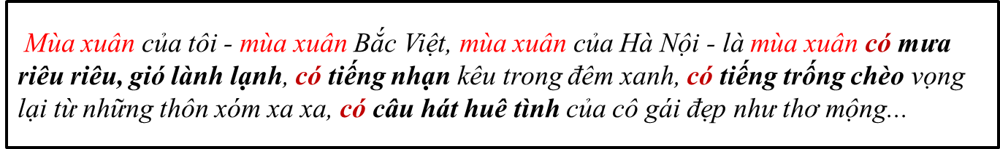 Mùa xuân của tôi - mùa xuân Bắc Việt, mùa xuân của Hà Nội - là mùa xuân có mưa
riêu riêu, gió lành lạnh, có tiếng nhạn kêu trong đêm xanh, có tiếng trống chèo vọng
lại từ những thôn xóm xa xa, có câu hát huê tình của cô gái đẹp như thơ mộng...